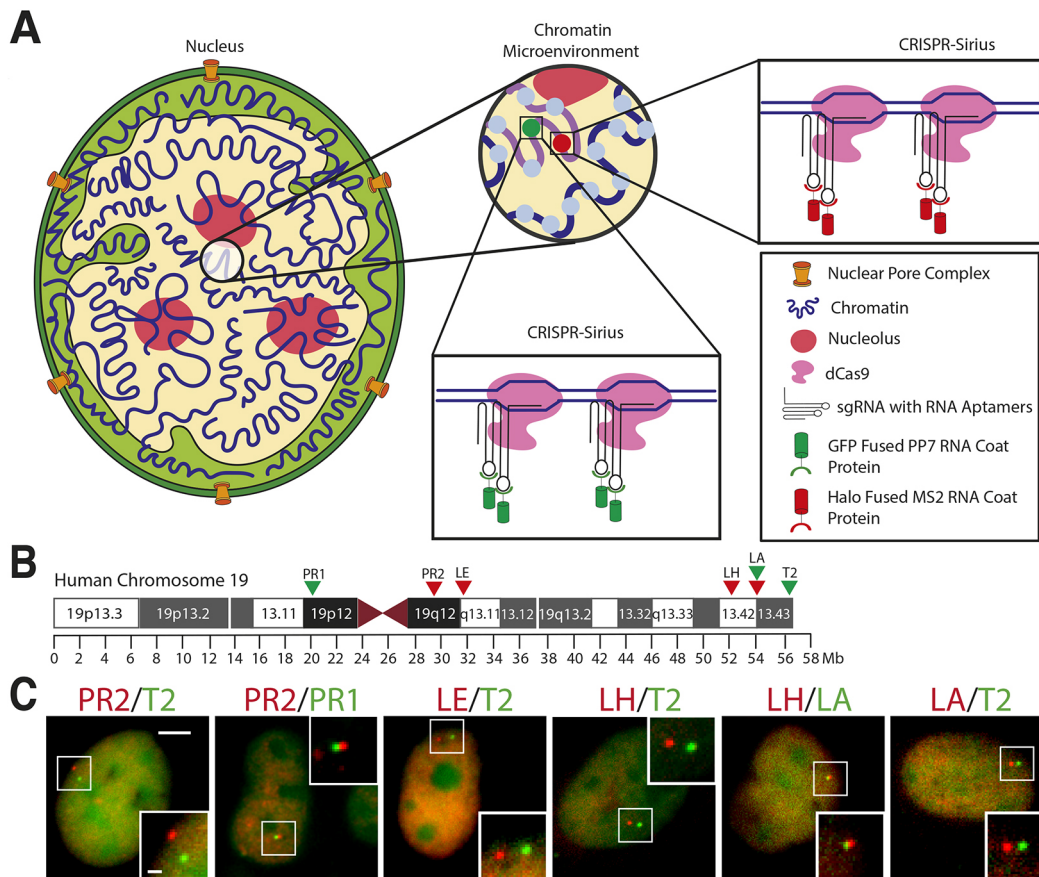 A
Nucleus
Chromatin
Microenvironment
CRISPR-Sirius
CRISPR-Sirius
Nuclear Pore Complex
Chromatin
Nucleolus
dCas9
sgRNA with RNA Aptamers
GFP Fused PP7 RNA Coat
Protein
Halo Fused MS2 RNA Coat
Protein
B
Human Chromosome 19
PR1 PR2 LE LH LA T2
19p13.3 19p13.2 13.11 19p12 19q12 q13.11 13.12 19q13.2 13.32 q13.33 13.42 13.43
0 2 4 6 8 10 12 14 16 18 20 22 24 26 28 30 32 34 36 38 40 42 44 46 48 50 52 54 56 58 Mb
C
PR2/T2 PR2/PR1 LE/T2 LH/T2 LH/LA LA/T2